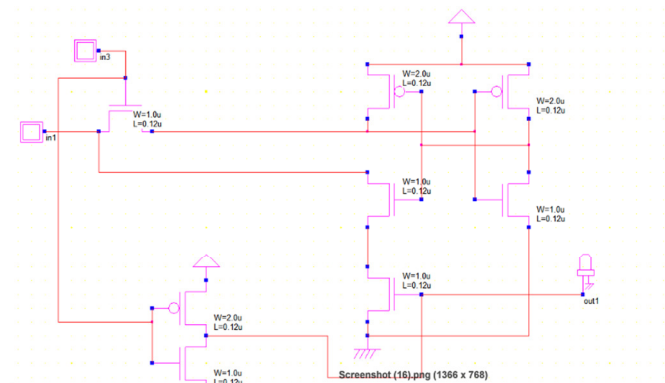 in3
W=2.0u
L=0.12u
W=2.0u
L=0.12u
W=1.0u
L=0.12u
in1
W=1.0u
L=0.12u
W=1.0u
L=0.12u
W=1.0u
L=0.12u
out1
W=2.0u
L=0.12u
W=1.0u
L=0.12u
Screenshot (16).png (1366 x 768)